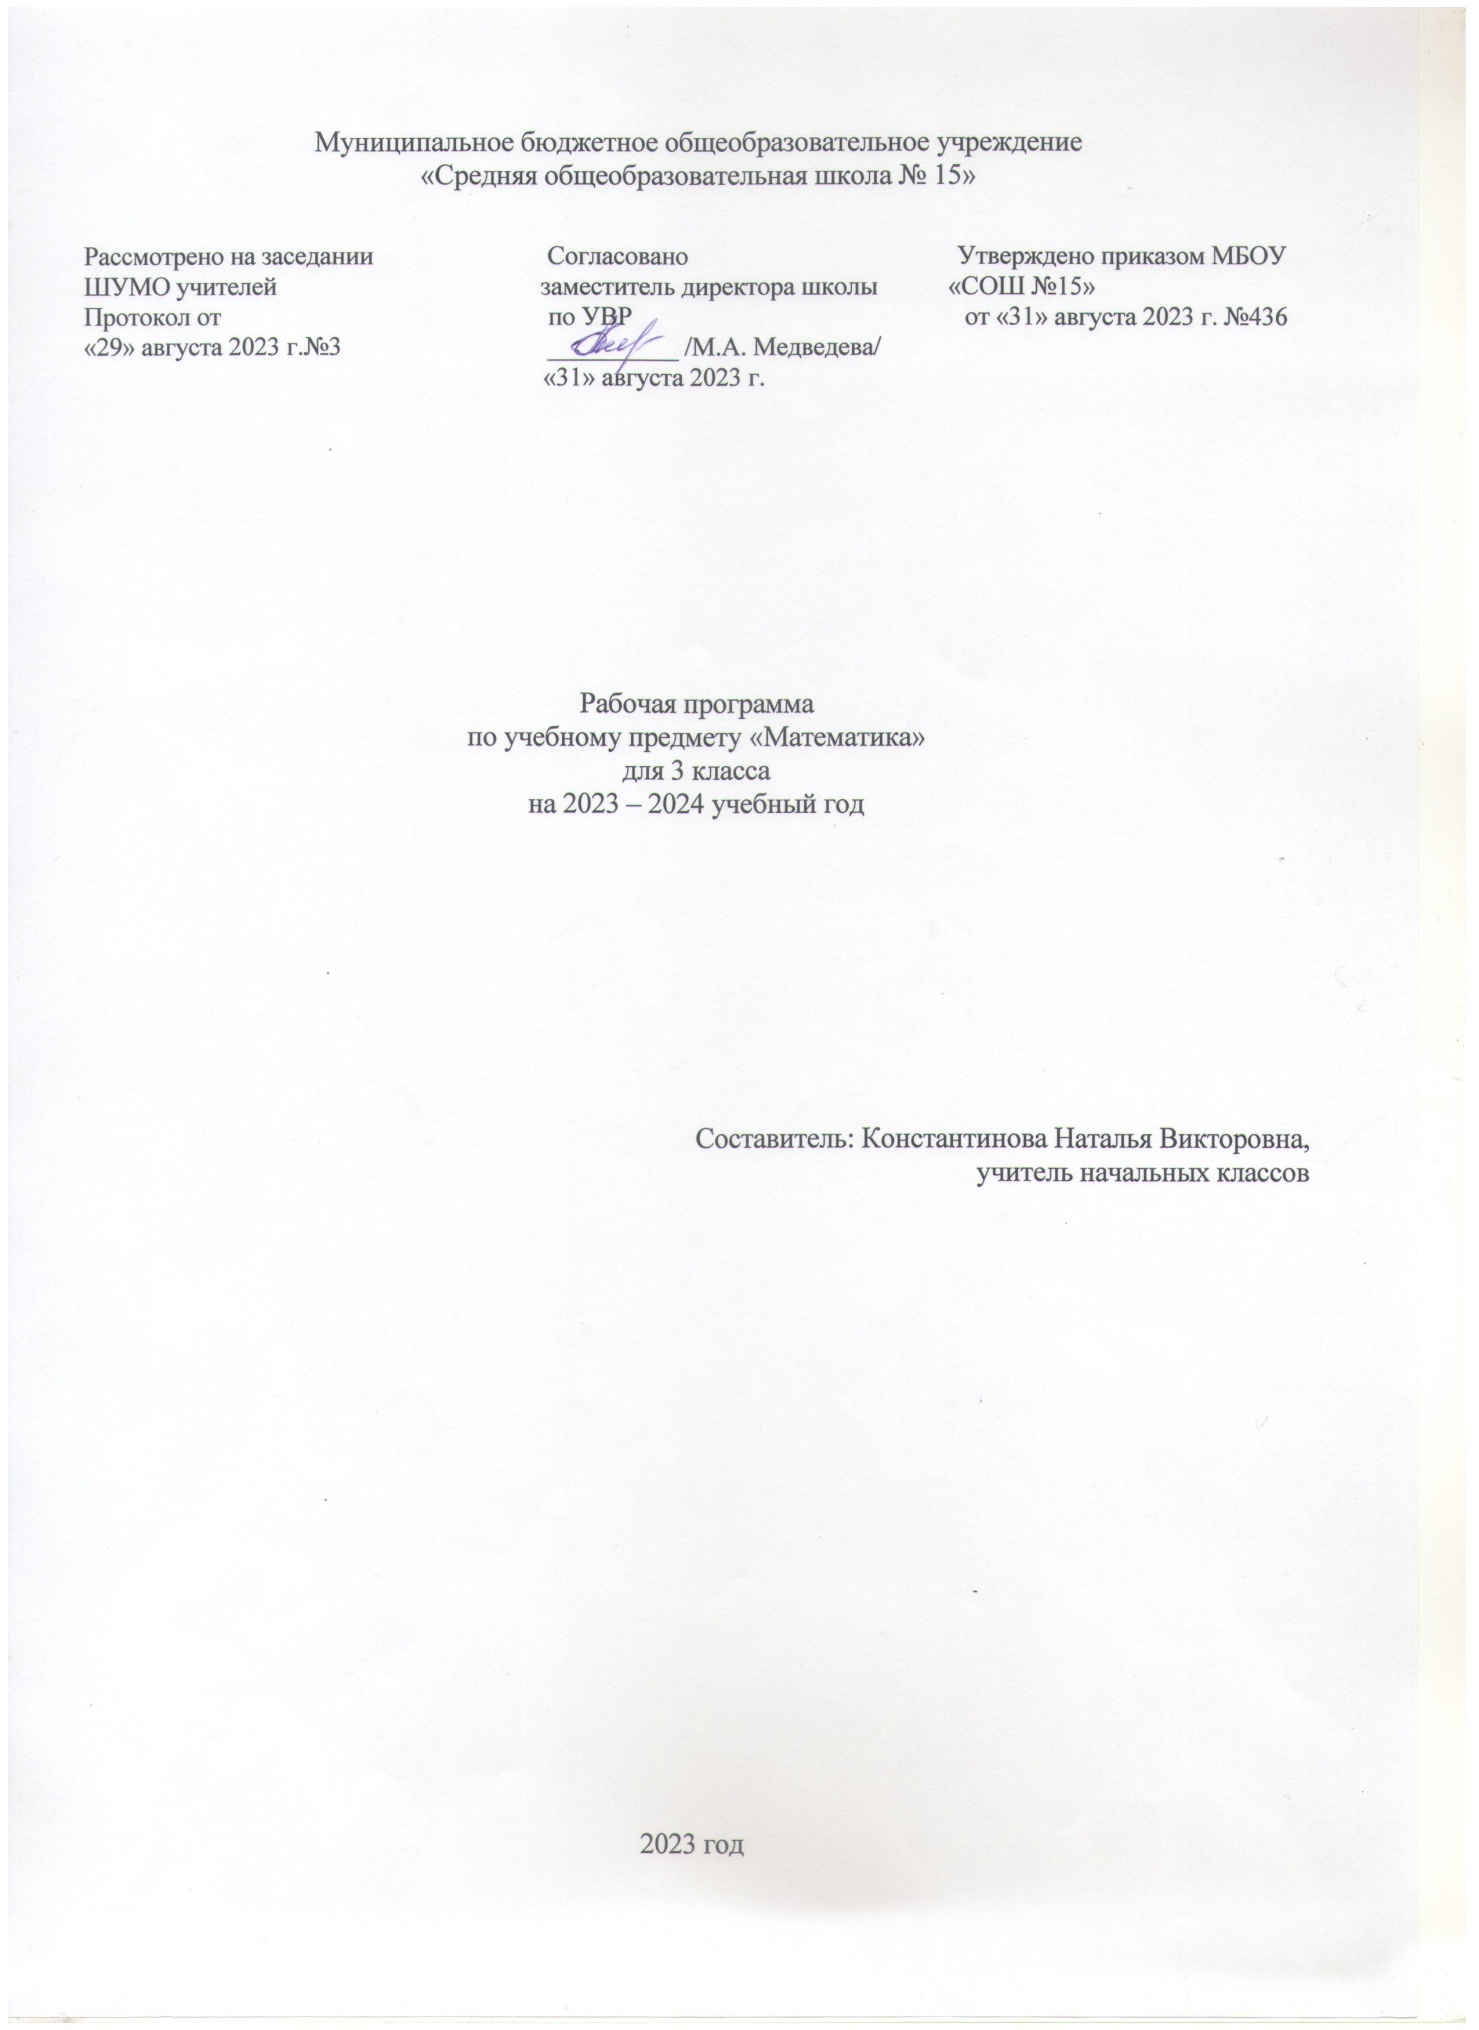 Муниципальное бюджетное общеобразовательное учреждение
«Средняя общеобразовательная школа № 15»
Рассмотрено на заседании
ШУМО учителей
Протокол от
«29» августа 2023 г.№3
Согласовано
заместитель директора школы
по УВР
____________ /М.А. Медведева/
«31» августа 2023 г.
Утверждено приказом МБОУ
«СОШ №15»
от «31» августа 2023 г. №436
Рабочая программа
по учебному предмету «Математика»
для 3 класса
на 2023 – 2024 учебный год
Составитель: Константинова Наталья Викторовна,
учитель начальных классов
2023 год